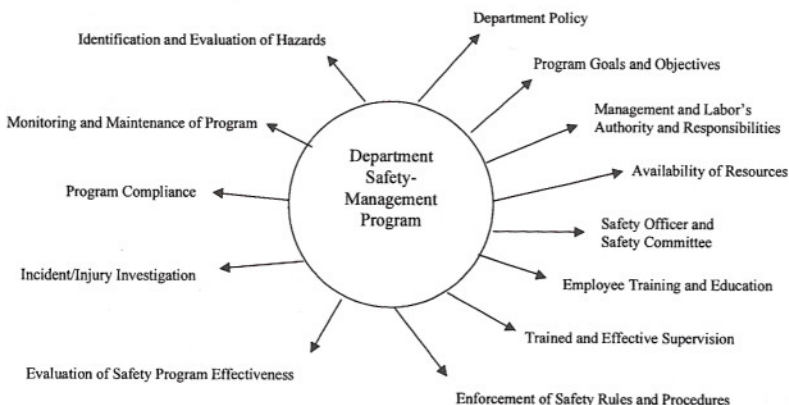 Department Policy
Identification and Evaluation of Hazards
Program Goals and Objectives
Management and Labor's
Authority and Responsibilities
Monitoring and Maintenance of Program
Department
Safety-
Management
Program
Availability of Resources
Program Compliance
Safety Officer and
Safety Committee
Incident/Injury Investigation
Employee Training and Education
Trained and Effective Supervision
Evaluation of Safety Program Effectiveness
Enforcement of Safety Rules and Procedures